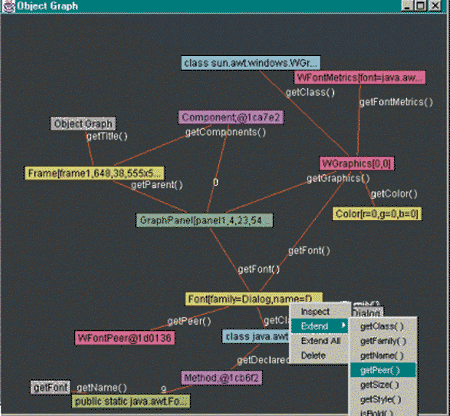 Object Graph
class sun.awt.windows.WGr...
WFontMetrics[font=java.aw...
getClass()
getFontMetrics()
Component;@1ca7e2
Object Graph
getTitle()
getComponents()
WGraphics[0,0]
Frame[frame1,648,38,555x5...
getParent()
0
getGraphics()
getColor()
GraphPanel[panel1,4,23,54...
Color[r=0,g=0,b=0]
getFont()
getFont()
Font[family=Dialog,name=D...
getPeer()
Inspect
Dialog
WFontPeer@1d0136
class java.awt
Extend
getClass()
Extend All
getFamily()
getDeclared
Delete
getName()
Method;@1cb6f2
getPeer()
getFont
getName()
9
getSize()
public static java.awt.Fo...
getStyle()
isBold()